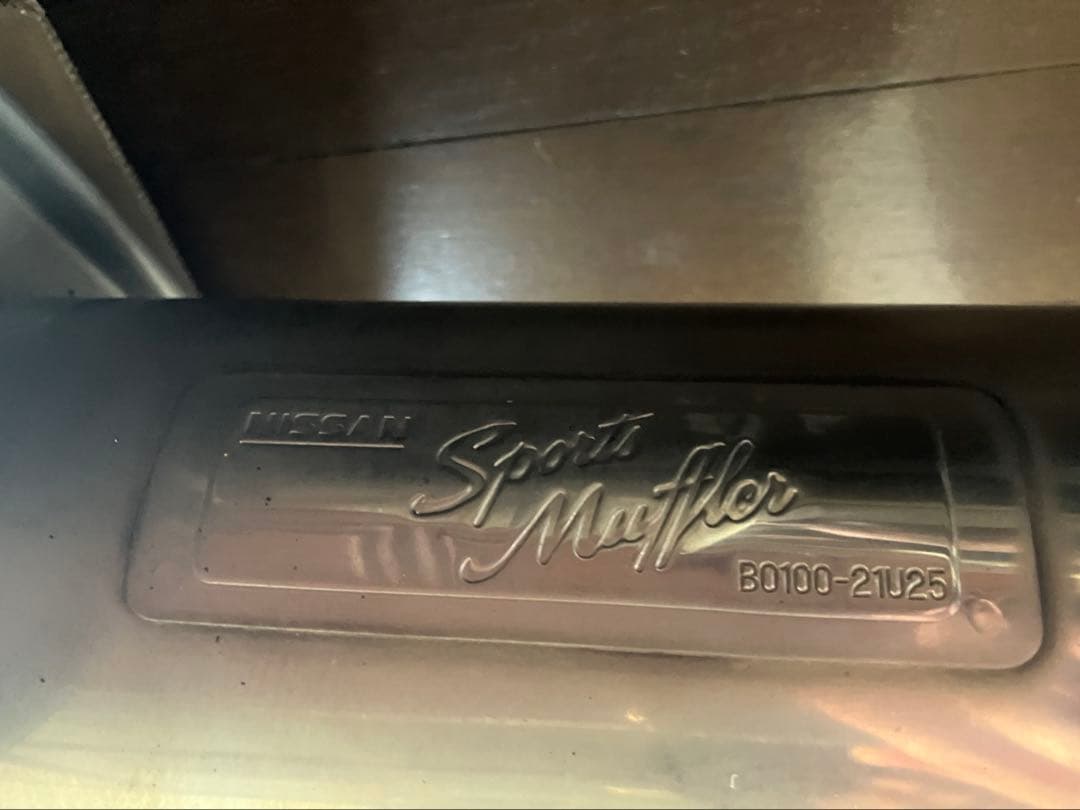 NISSAN
Sports
Muffler
B0100-21U25